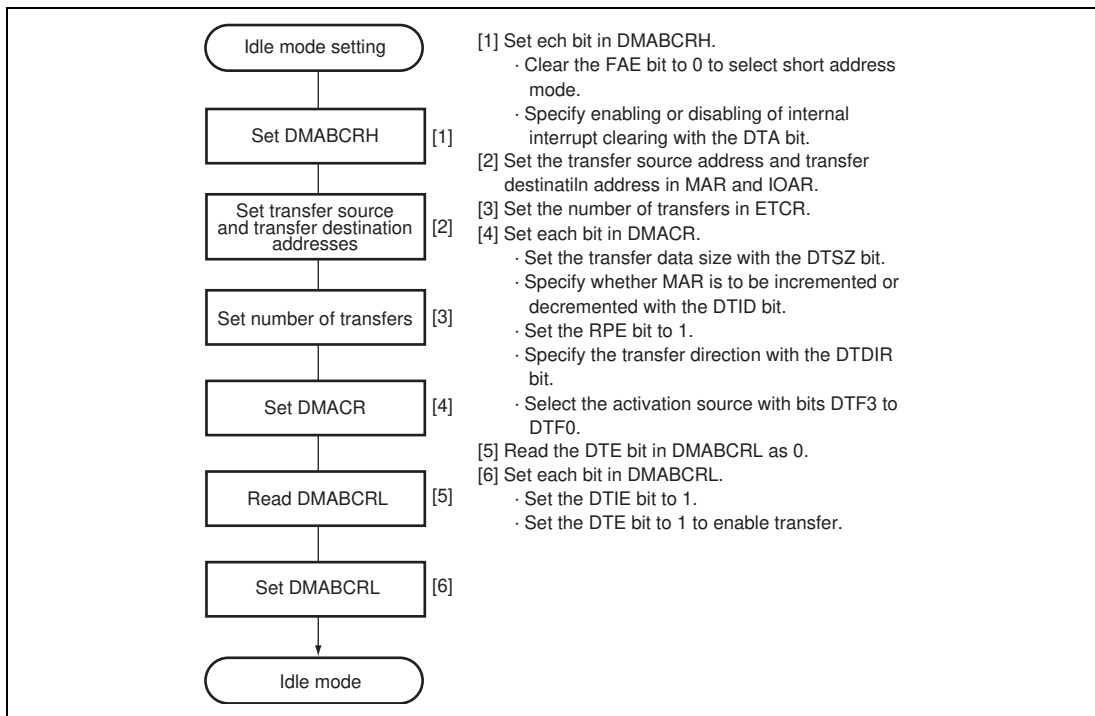 Idle mode setting
Set DMABCRH [1]
Set transfer source
and transfer destination
addresses
[2]
Set number of transfers [3]
Set DMACR [4]
Read DMABCRL [5]
Set DMABCRL [6]
Idle mode
[1] Set ech bit in DMABCRH.
· Clear the FAE bit to 0 to select short address
mode.
· Specify enabling or disabling of internal
interrupt clearing with the DTA bit.
[2] Set the transfer source address and transfer
destinatiln address in MAR and IOAR.
[3] Set the number of transfers in ETCR.
[4] Set each bit in DMACR.
· Set the transfer data size with the DTSZ bit.
· Specify whether MAR is to be incremented or
decremented with the DTID bit.
· Set the RPE bit to 1.
· Specify the transfer direction with the DTDIR
bit.
· Select the activation source with bits DTF3 to
DTF0.
[5] Read the DTE bit in DMABCRL as 0.
[6] Set each bit in DMABCRL.
· Set the DTIE bit to 1.
· Set the DTE bit to 1 to enable transfer.